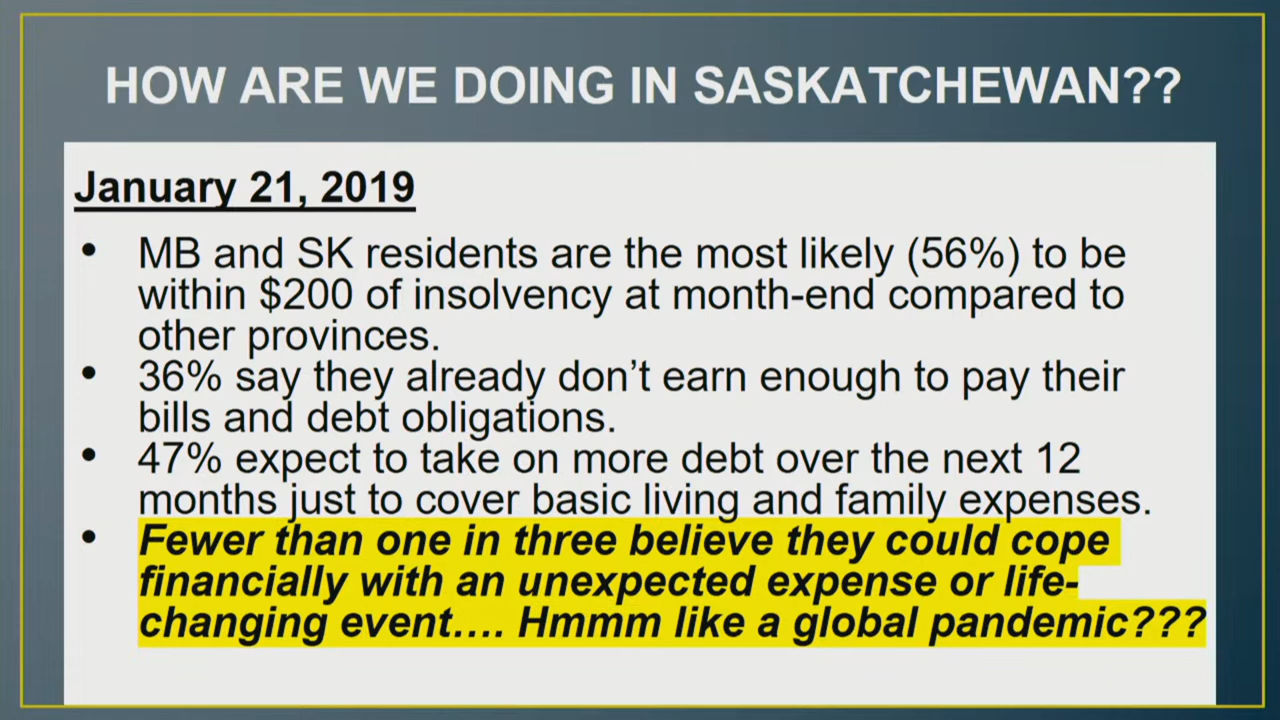 HOW ARE WE DOING IN SASKATCHEWAN??
January 21, 2019
• MB and SK residents are the most likely (56%) to be
within $200 of insolvency at month-end compared to
other provinces.
• 36% say they already don’t earn enough to pay their
bills and debt obligations.
• 47% expect to take on more debt over the next 12
months just to cover basic living and family expenses.
• Fewer than one in three believe they could cope
financially with an unexpected expense or life-
changing event…. Hmmm like a global pandemic???